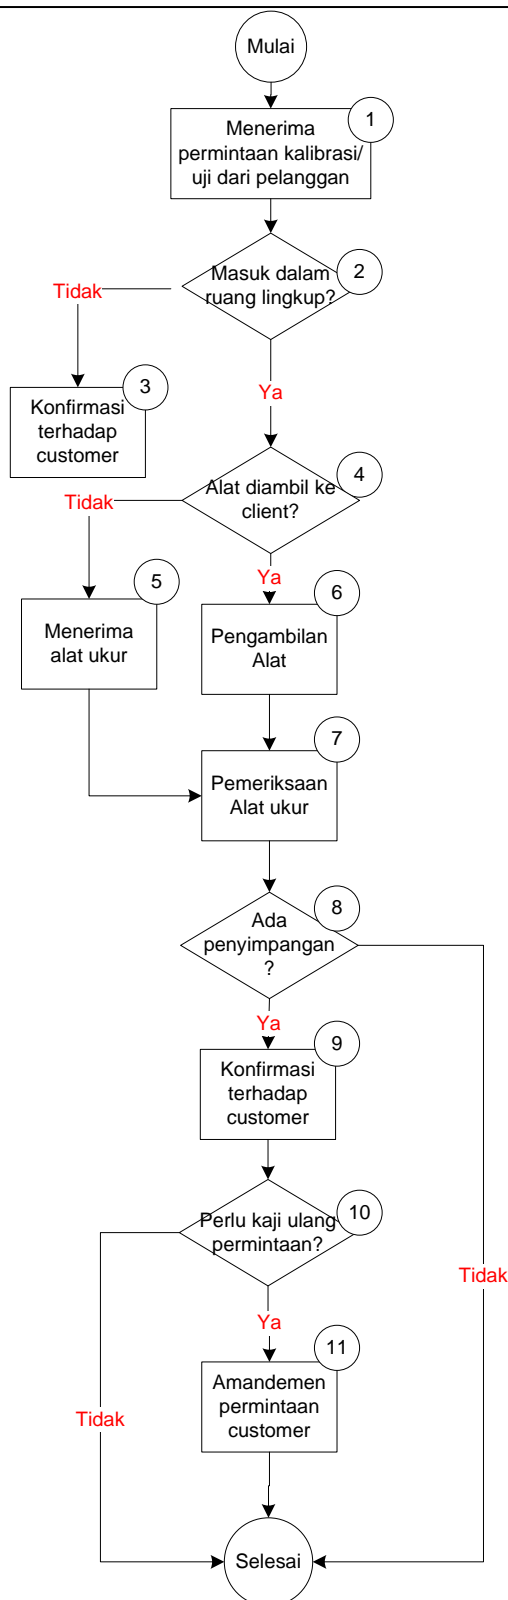 Mulai
1
Menerima
permintaan kalibrasi/
uji dari pelanggan
2
Masuk dalam
ruang lingkup?
Tidak
3
Konfirmasi
terhadap
customer
Ya
4
Alat diambil ke
client?
Tidak
Ya
5
Menerima
alat ukur
6
Pengambilan
Alat
7
Pemeriksaan
Alat ukur
8
Ada
penyimpangan
?
Ya
9
Konfirmasi
terhadap
customer
10
Perlu kaji ulang
permintaan?
Tidak
Ya
11
Amandemen
permintaan
customer
Tidak
Selesai